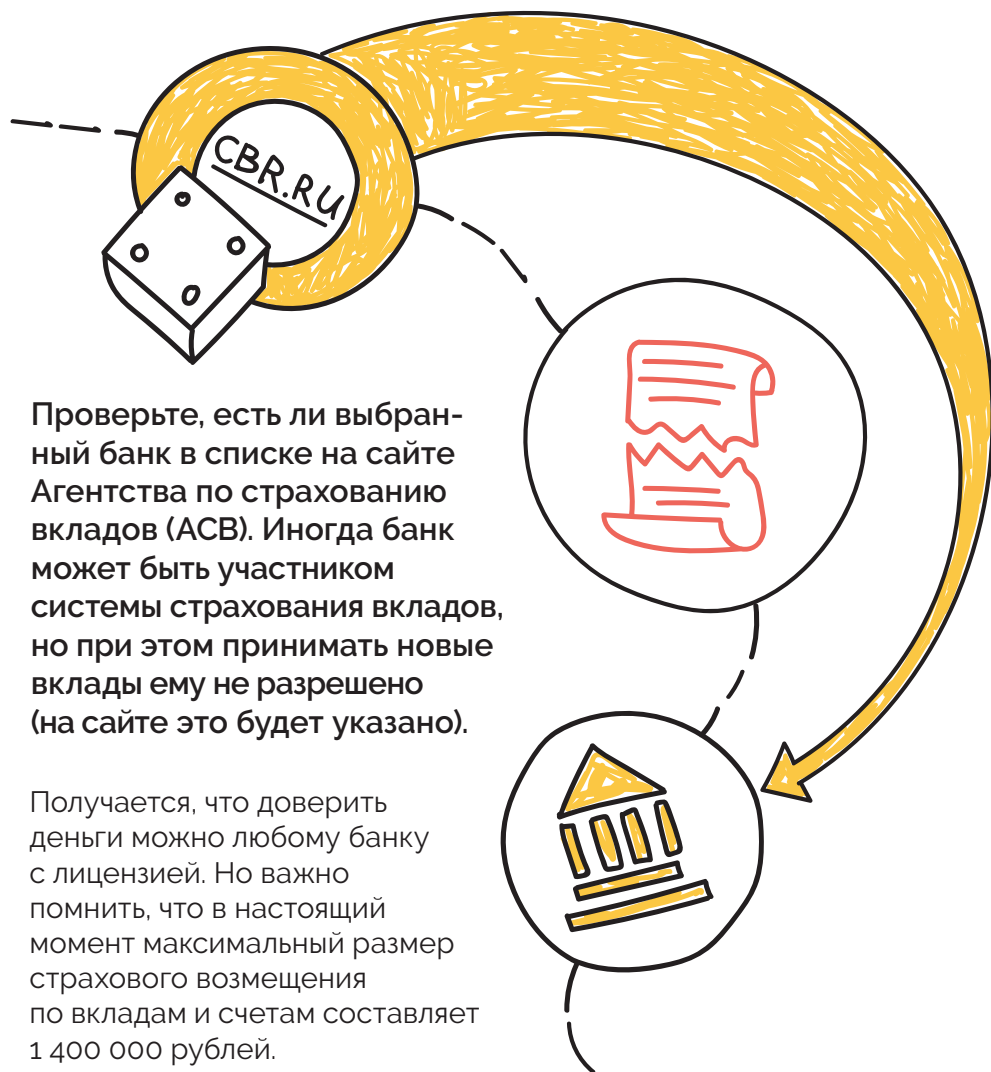 CBR.RU
Проверьте, есть ли выбран-
ный банк в списке на сайте
Агентства по страхованию
вкладов (АСВ). Иногда банк
может быть участником
системы страхования вкладов,
но при этом принимать новые
вклады ему не разрешено
(на сайте это будет указано).
Получается, что доверить
деньги можно любому банку
с лицензией. Но важно
помнить, что в настоящий
момент максимальный размер
страхового возмещения
по вкладам и счетам составляет
1 400 000 рублей.